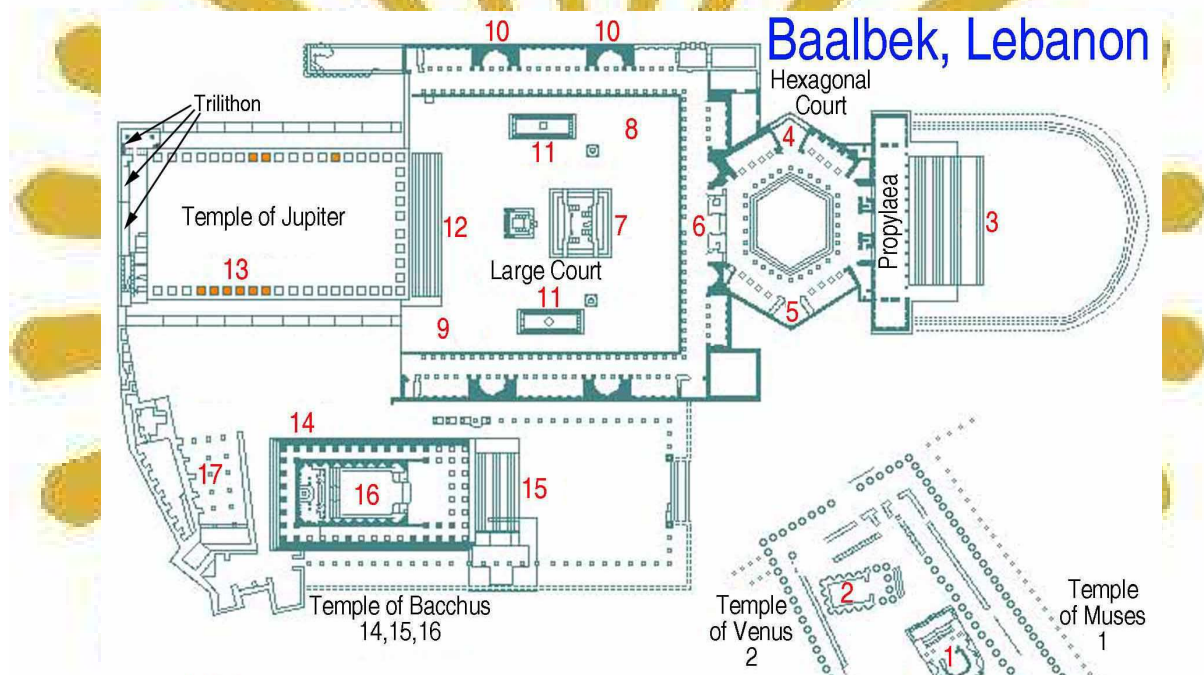 Baalbek, Lebanon
10
10
Hexagonal
Court
Trilithon
8
4
11
Temple of Jupiter
12
7
6
Propylaea
3
Large Court
13
11
5
9
14
17
16
15
Temple of Bacchus
14,15,16
2
Temple
of Venus
2
Temple
of Muses
1
1